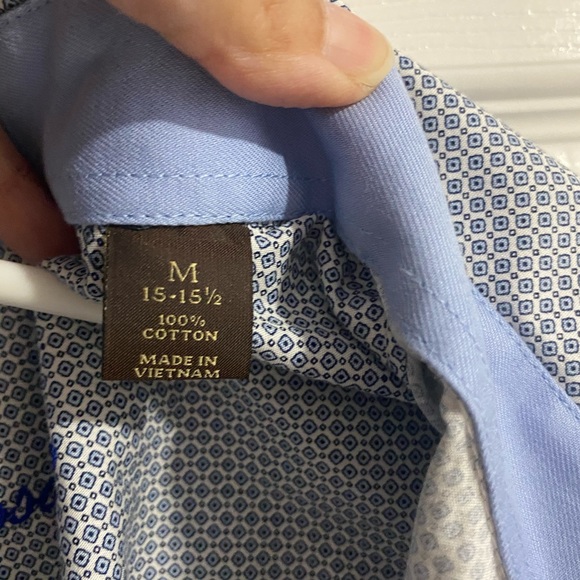 M
15-15½
100%
COTTON
MADE IN
VIETNAM